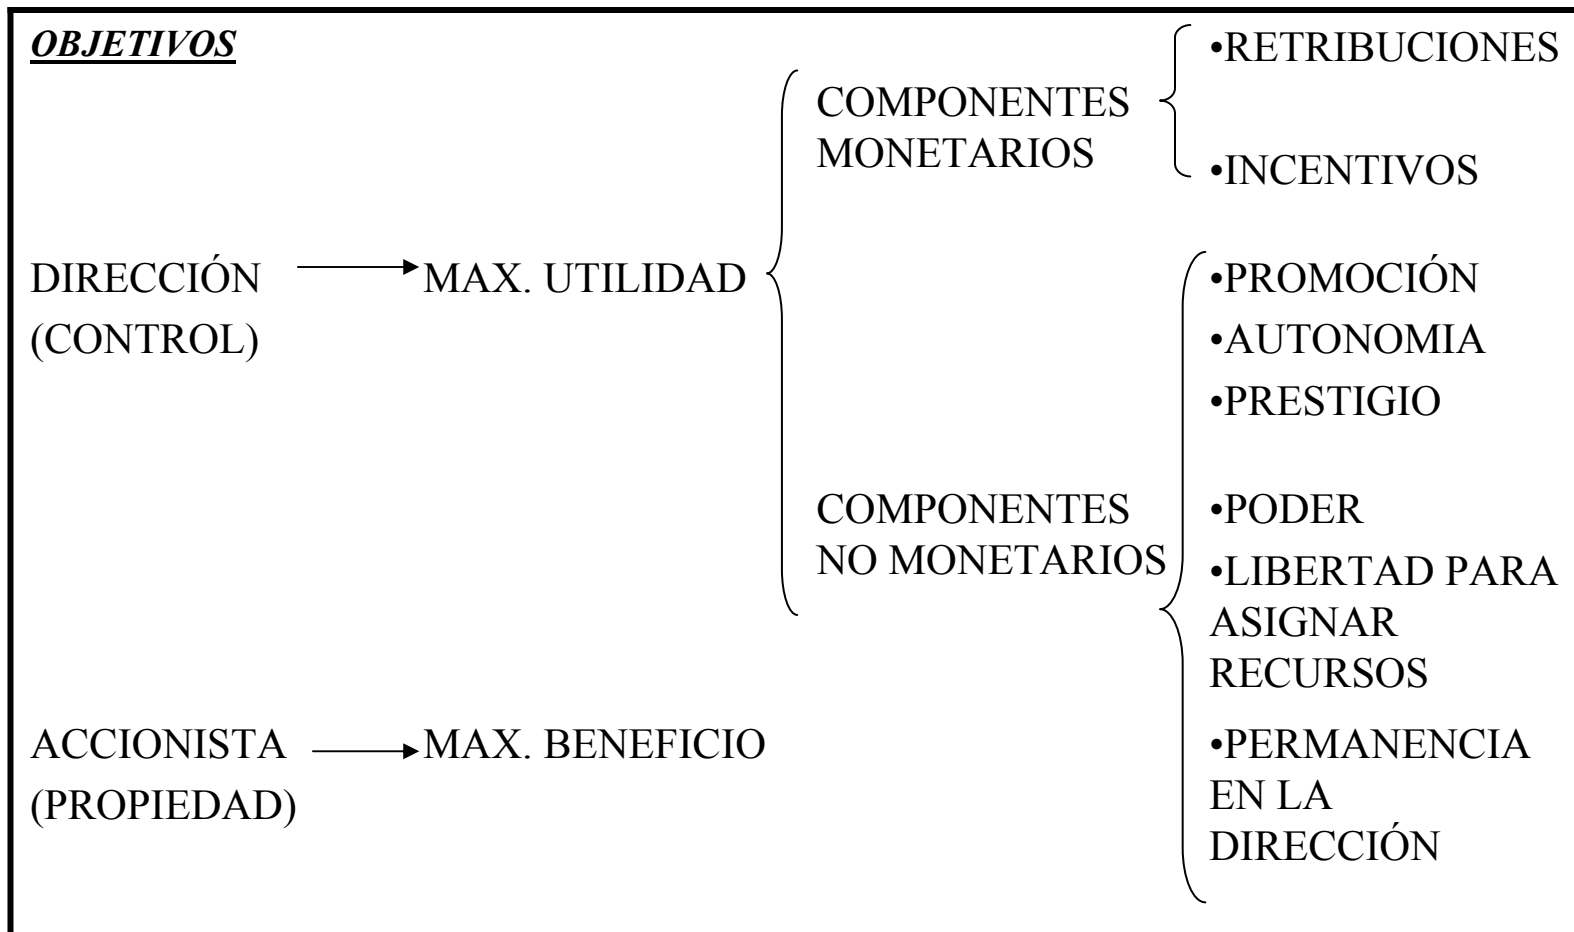 OBJETIVOS
COMPONENTES
MONETARIOS
•RETRIBUCIONES
•INCENTIVOS
DIRECCIÓN
(CONTROL)
MAX. UTILIDAD
•PROMOCIÓN
•AUTONOMIA
•PRESTIGIO
COMPONENTES
NO MONETARIOS
•PODER
•LIBERTAD PARA
ASIGNAR
RECURSOS
•PERMANENCIA
EN LA
DIRECCIÓN
ACCIONISTA
(PROPIEDAD)
MAX. BENEFICIO